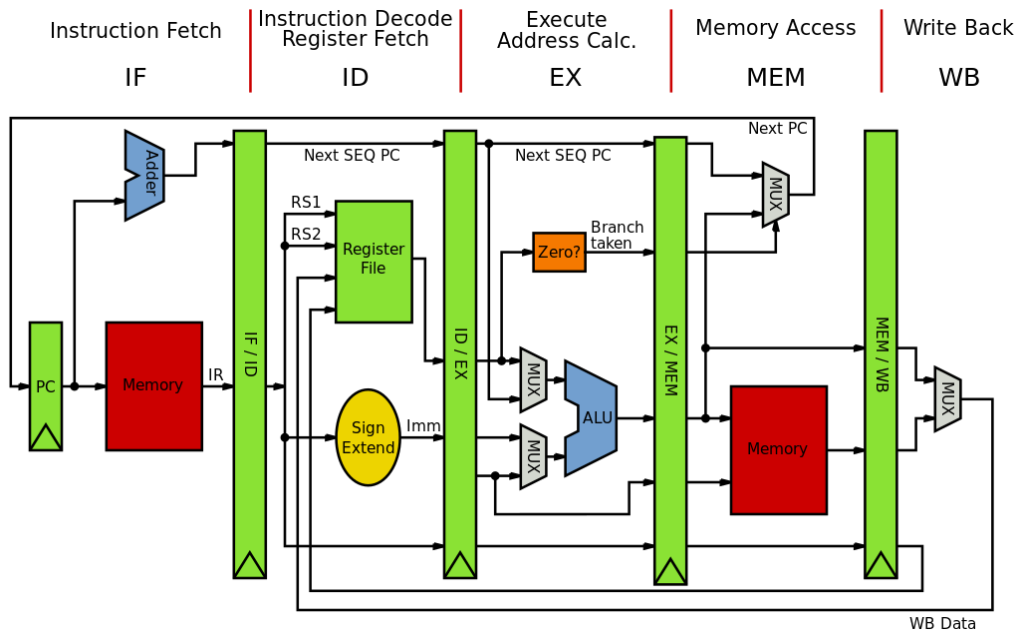 Instruction Fetch
IF
Instruction Decode
Register Fetch
ID
Execute
Address Calc.
EX
Memory Access
MEM
Write Back
WB
Next PC
Adder
Next SEQ PC
Next SEQ PC
MUX
RS1
RS2
Register
File
Branch
taken
Zero?
IF / ID
ID / EX
EX / MEM
MEM / WB
PC
Memory
IR
MUX
ALU
MUX
Sign
Extend
Imm
MUX
Memory
WB Data